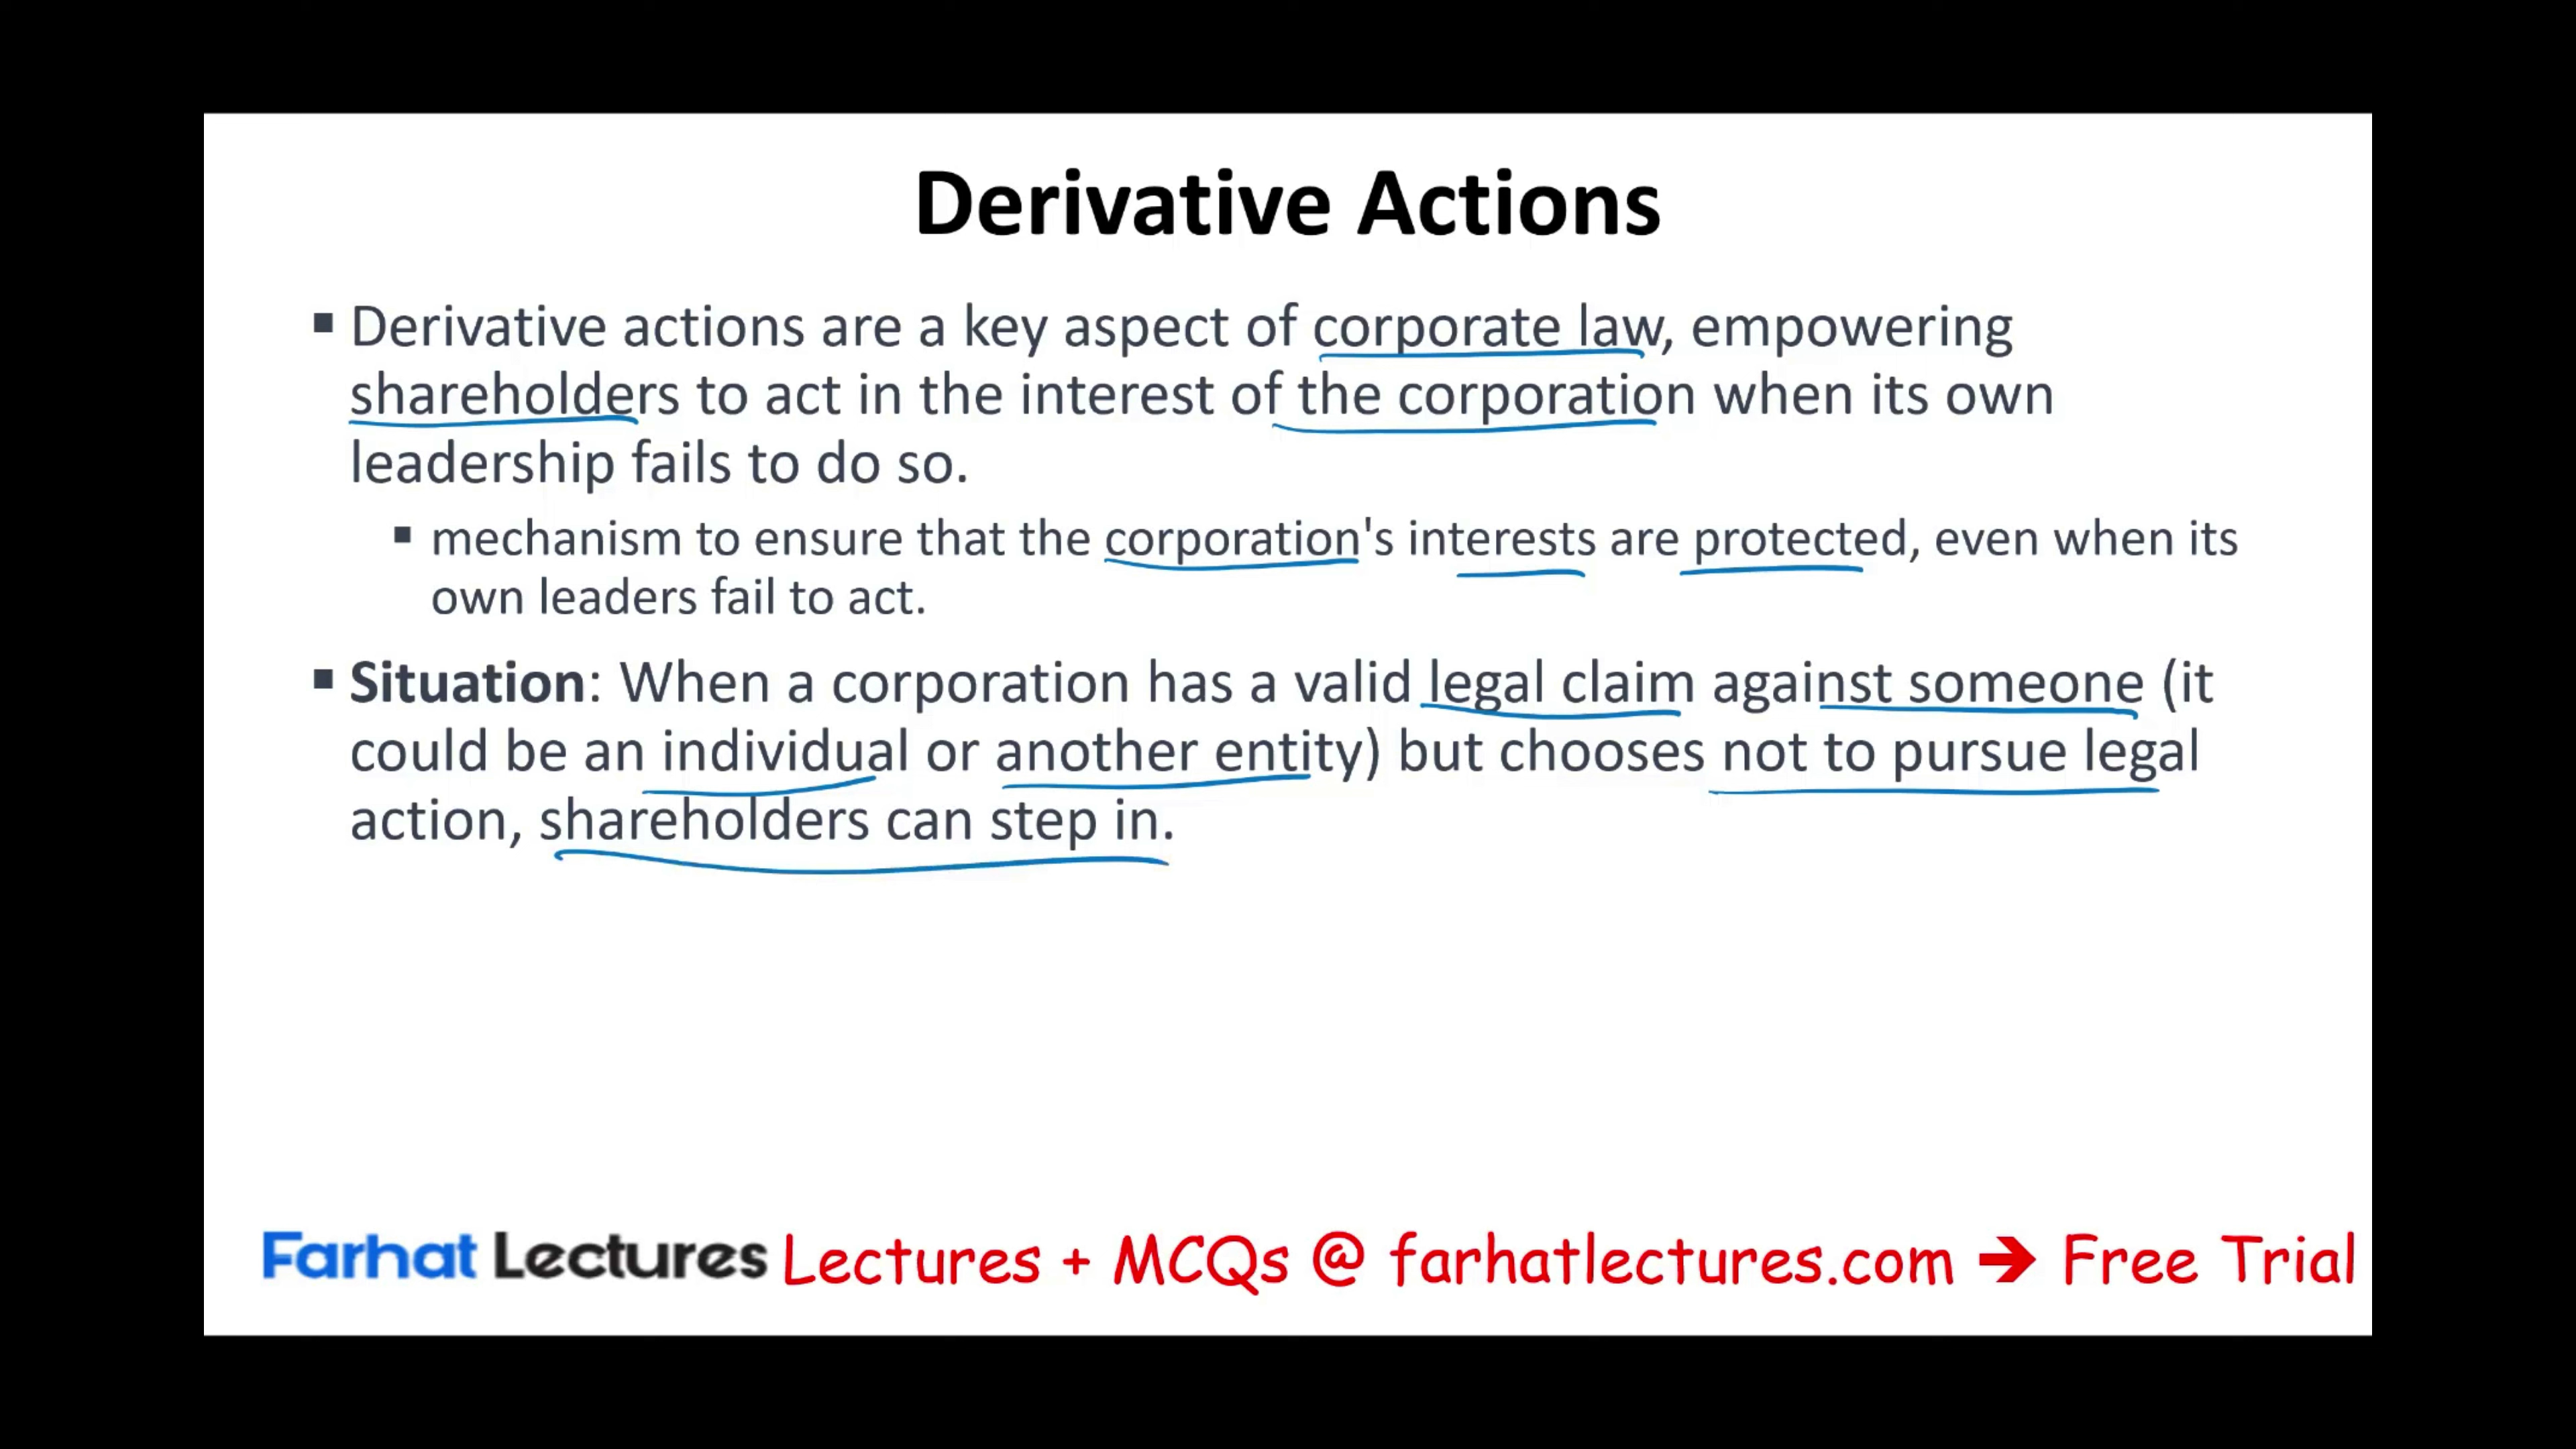 Derivative Actions
▪ Derivative actions are a key aspect of corporate law, empowering
shareholders to act in the interest of the corporation when its own
leadership fails to do so.
▪ mechanism to ensure that the corporation's interests are protected, even when its
own leaders fail to act.
▪ Situation: When a corporation has a valid legal claim against someone (it
could be an individual or another entity) but chooses not to pursue legal
action, shareholders can step in.
Farhat Lectures Lectures + MCQs @ farhatlectures.com ➔ Free Trial